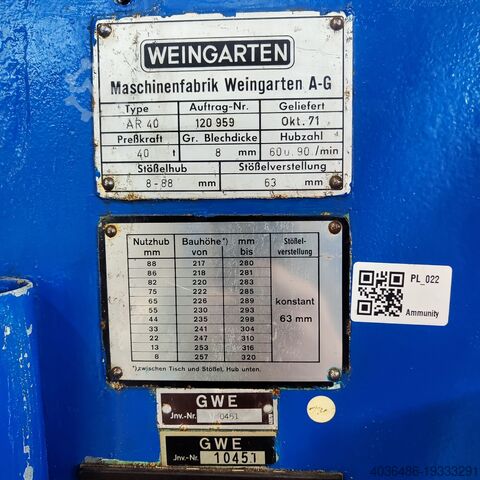 WEINGARTEN
Maschinenfabrik Weingarten A-G
Type Auftrag-Nr. Geliefert
AR 40 120 959 Okt. 71
Preßkraft Gr. Blechdicke Hubzahl
40 t 8 mm 60u.90 /min
Stößelhub Stößelverstellung
8-88 mm 63 mm
Nutzhub mm Bauhöhe*) von mm bis Stößel-verstellung
88 217 280
86 218 281
82 220 283
75 222 285
65 226 289
55 230 293
44 235 298
33 241 304
22 247 310
13 253 316
8 257 320
konstant
63 mm
*) zwischen Tisch und Stößel, Hub unten.
PL_022
Ammunity
GWE
Jnv.-Nr. 10451
GWE
Jnv.-Nr. 10451
4036486-19333291